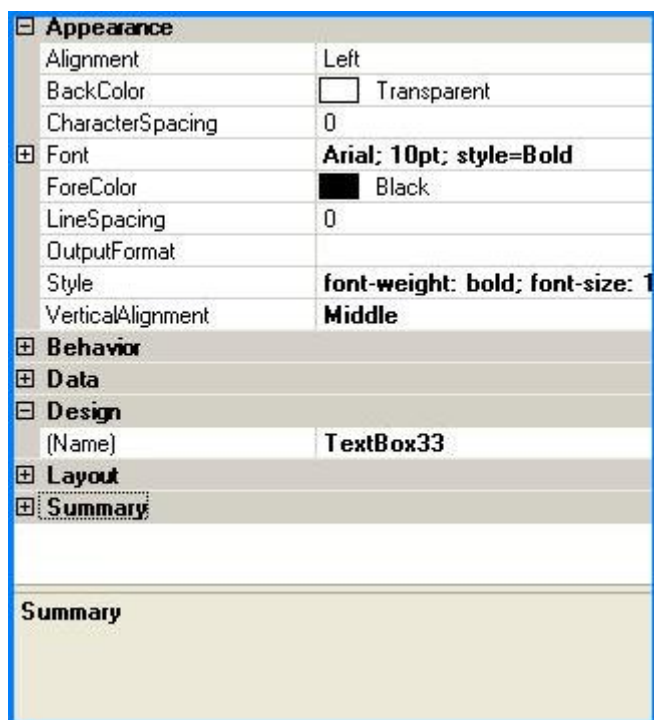 Appearance
Alignment Left
BackColor Transparent
CharacterSpacing 0
Font Arial; 10pt; style=Bold
ForeColor Black
LineSpacing 0
OutputFormat
Style font-weight: bold; font-size: 1
VerticalAlignment Middle
Behavior
Data
Design
(Name) TextBox33
Layout
Summary
Summary